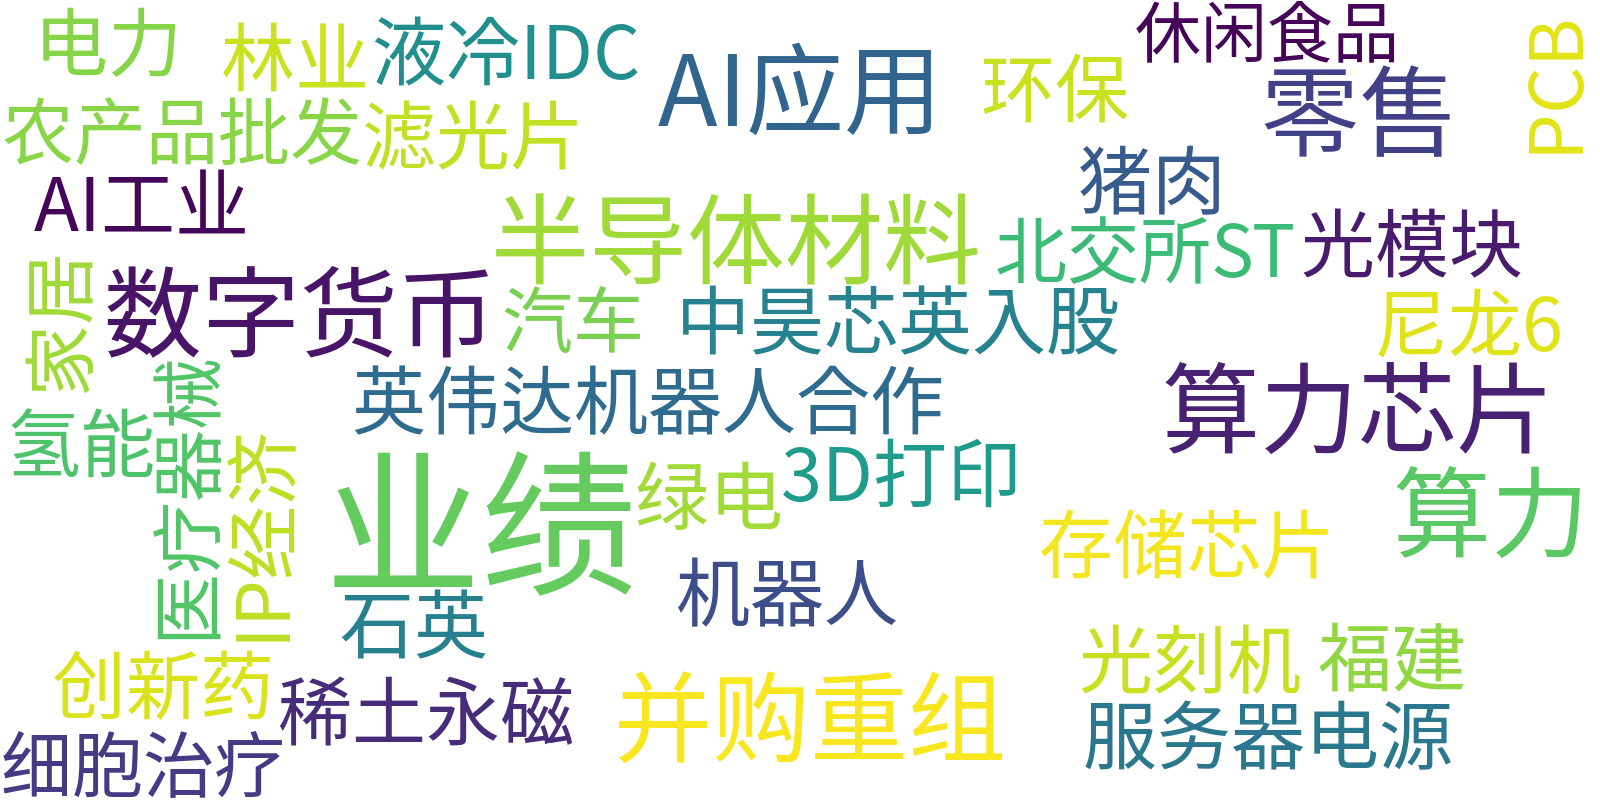 电力
林业
液冷IDC
AI应用
环保
休闲食品
零售
PCB
农产品批发
滤光片
猪肉
AI工业
半导体材料
北交所ST
光模块
家居
数字货币
汽车
中昊芯英入股
尼龙6
英伟达机器人合作
算力芯片
氢能
医疗器械
IP经济
业绩
绿电
3D打印
算力
存储芯片
石英
机器人
创新药
稀土永磁
并购重组
光刻机
福建
服务器电源
细胞治疗